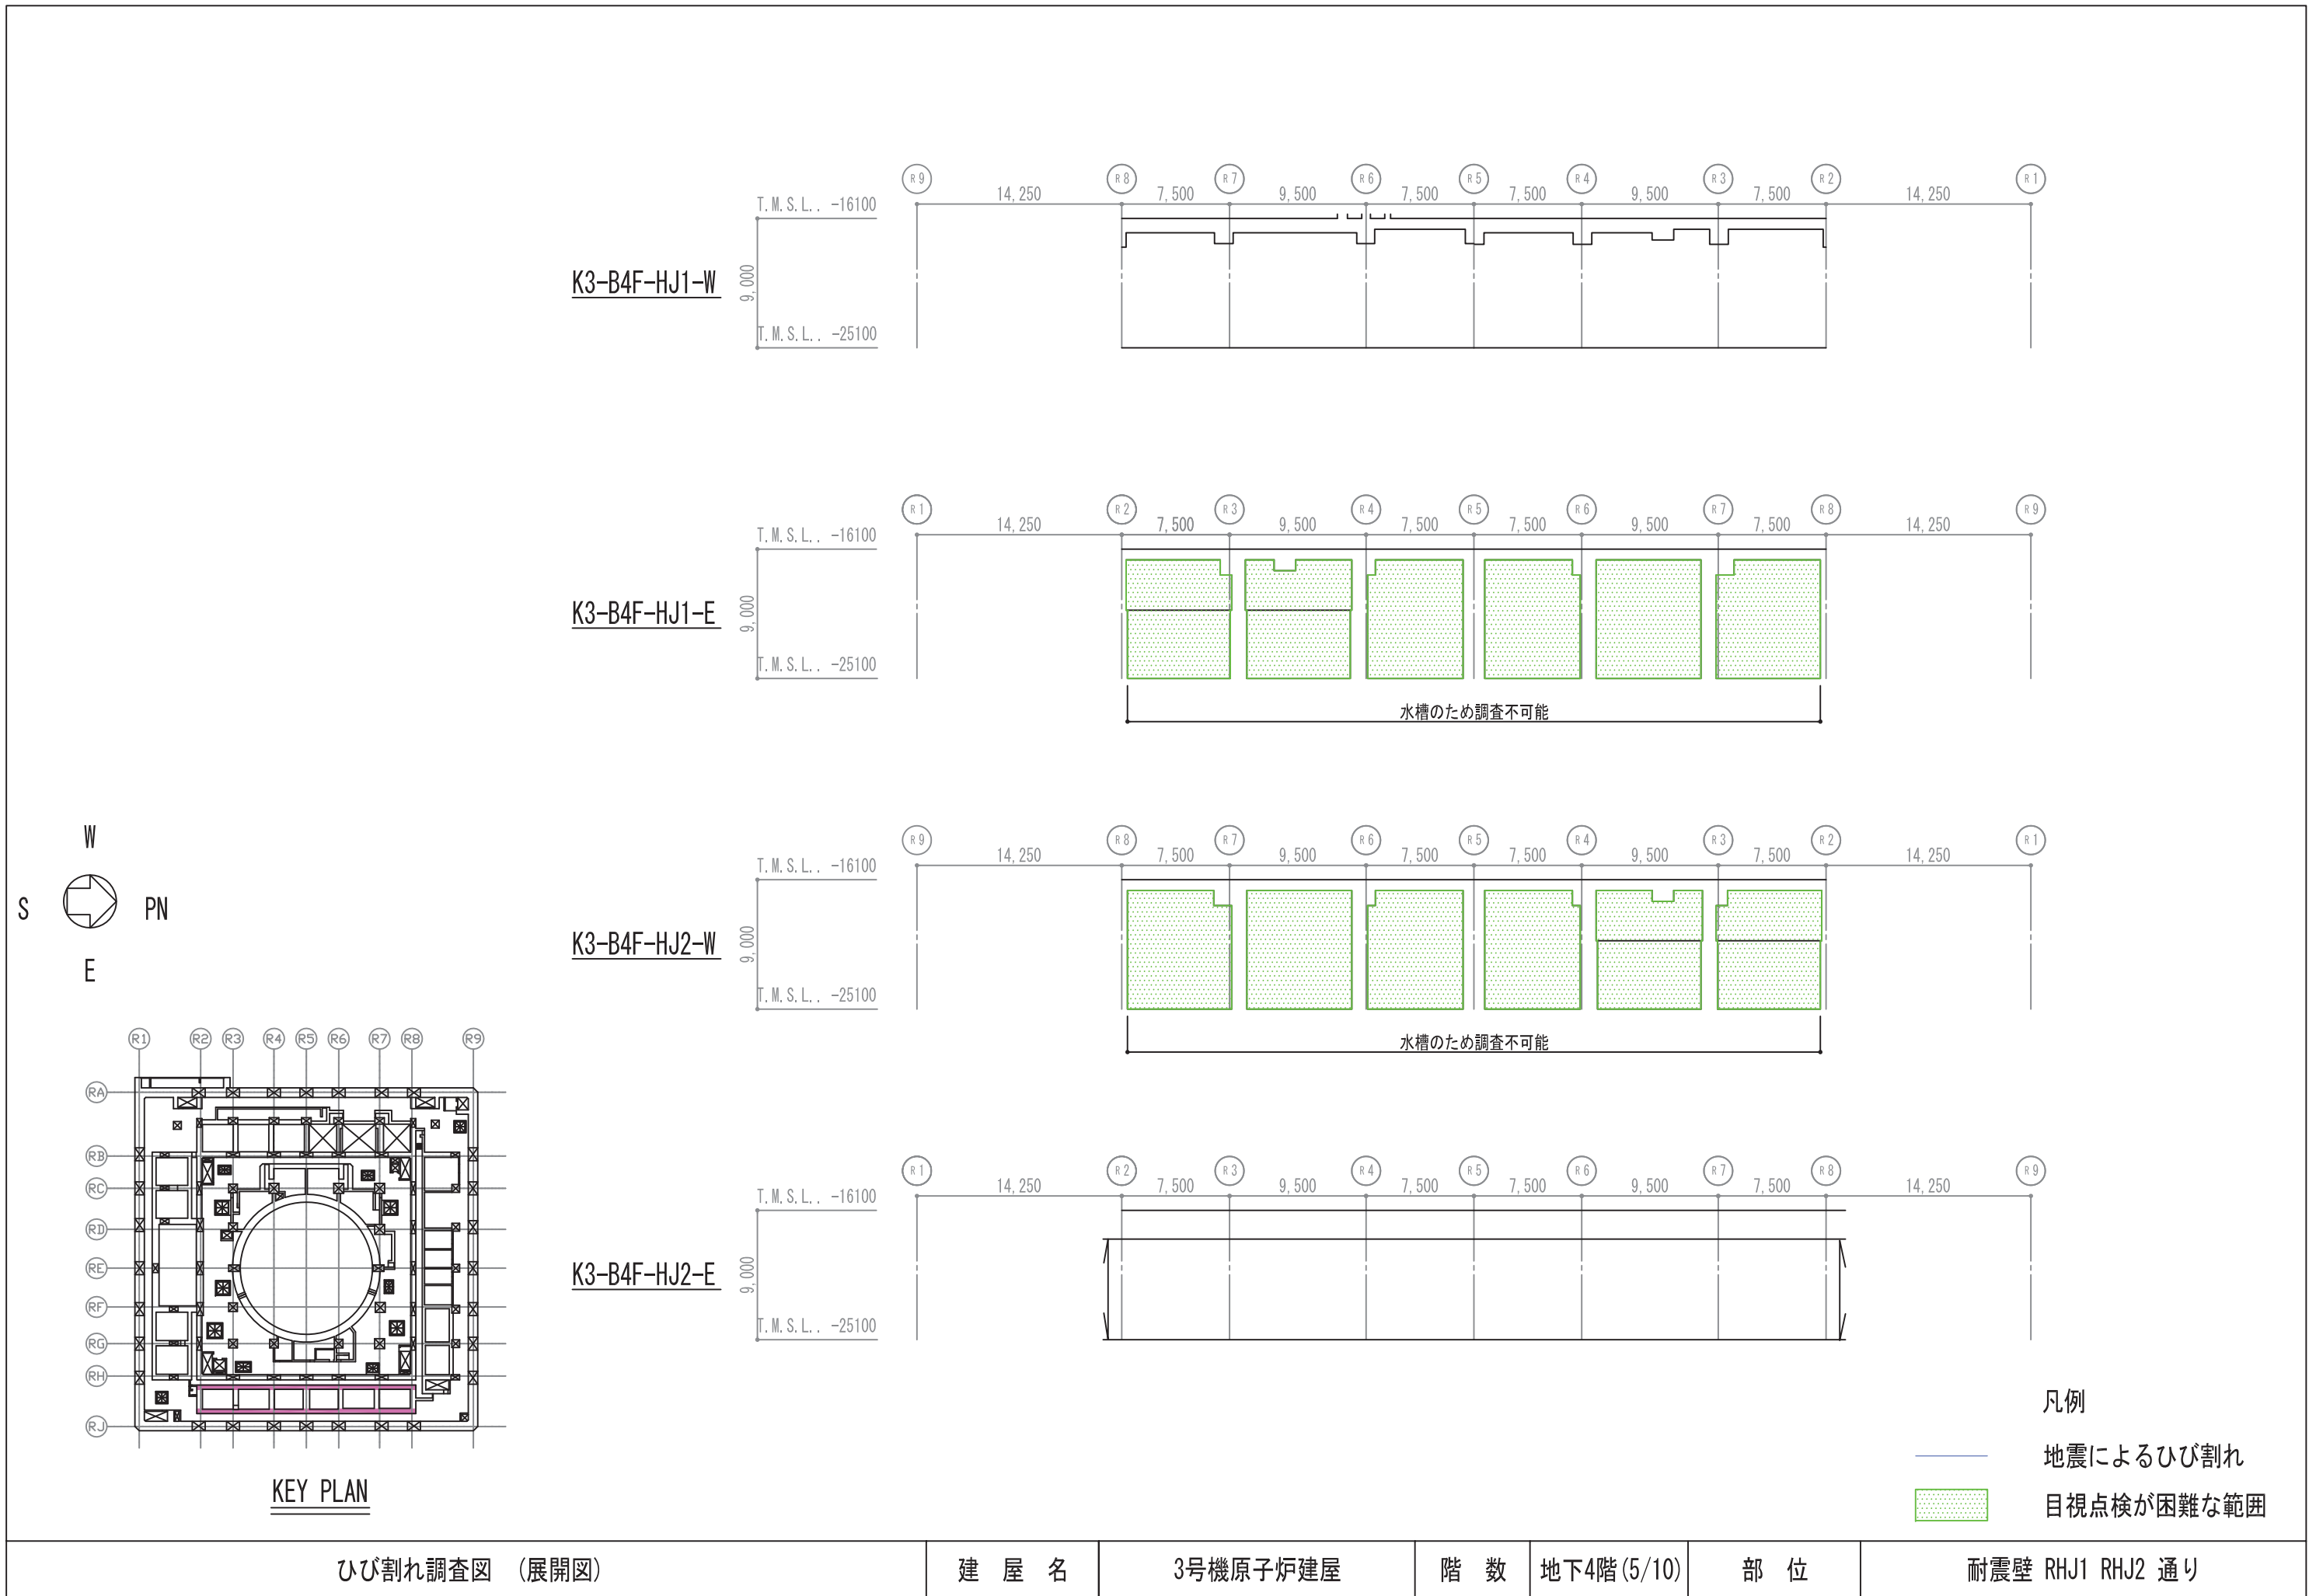 R9 R8 R7 R6 R5 R4 R3 R2 R1
14,250 7,500 9,500 7,500 7,500 9,500 7,500 14,250
T.M.S.L.. -16100
K3-B4F-HJ1-W
9,000
T.M.S.L.. -25100
R1 R2 R3 R4 R5 R6 R7 R8 R9
14,250 7,500 9,500 7,500 7,500 9,500 7,500 14,250
T.M.S.L.. -16100
K3-B4F-HJ1-E
9,000
T.M.S.L.. -25100
水槽のため調査不可能
R9 R8 R7 R6 R5 R4 R3 R2 R1
14,250 7,500 9,500 7,500 7,500 9,500 7,500 14,250
T.M.S.L.. -16100
K3-B4F-HJ2-W
9,000
T.M.S.L.. -25100
水槽のため調査不可能
R1 R2 R3 R4 R5 R6 R7 R8 R9
14,250 7,500 9,500 7,500 7,500 9,500 7,500 14,250
T.M.S.L.. -16100
K3-B4F-HJ2-E
9,000
T.M.S.L.. -25100
W
S PN
E
R1 R2 R3 R4 R5 R6 R7 R8 R9
RA
RB
RC
RD
RE
RF
RG
RH
RJ
KEY PLAN
凡例
地震によるひび割れ
目視点検が困難な範囲
ひび割れ調査図 (展開図) 建屋名 3号機原子炉建屋 階数 地下4階(5/10) 部位 耐震壁 RHJ1 RHJ2 通り